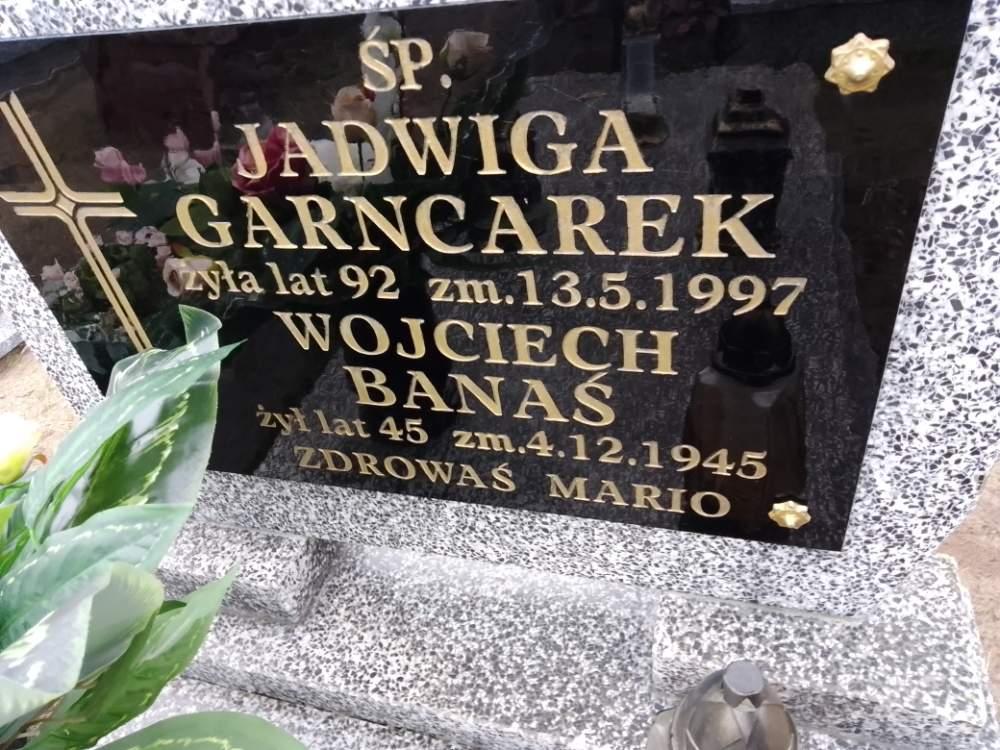 ŚP.
JADWIGA
GARNCAREK
żyła lat 92 zm.13.5.1997
WOJCIECH
BANAŚ
żył lat 45 zm.4.12.1945
ZDROWAŚ MARIO